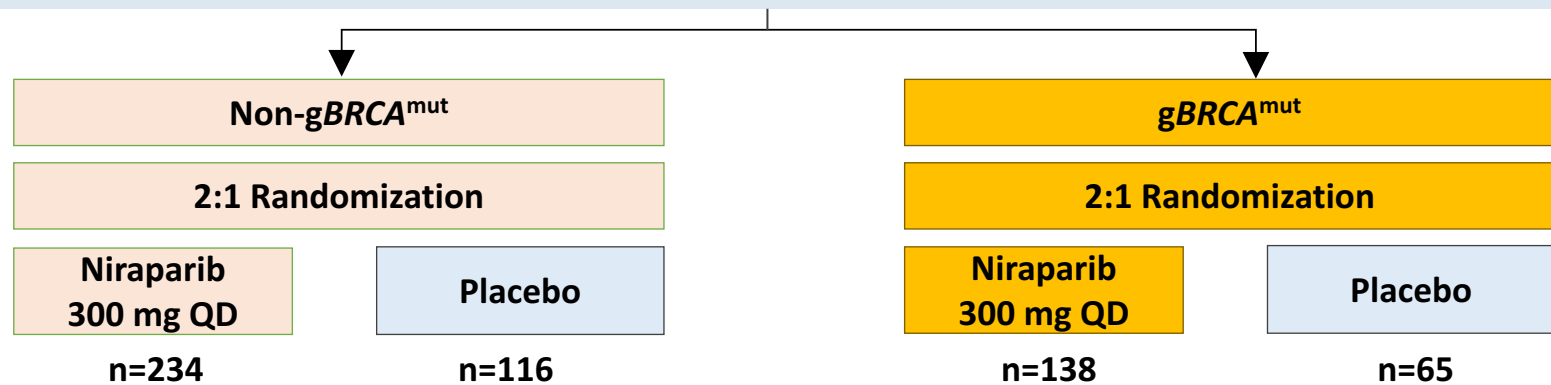 Non-gBRCAmut
2:1 Randomization
Niraparib
300 mg QD
Placebo
n=234
n=116
gBRCAmut
2:1 Randomization
Niraparib
300 mg QD
Placebo
n=138
n=65